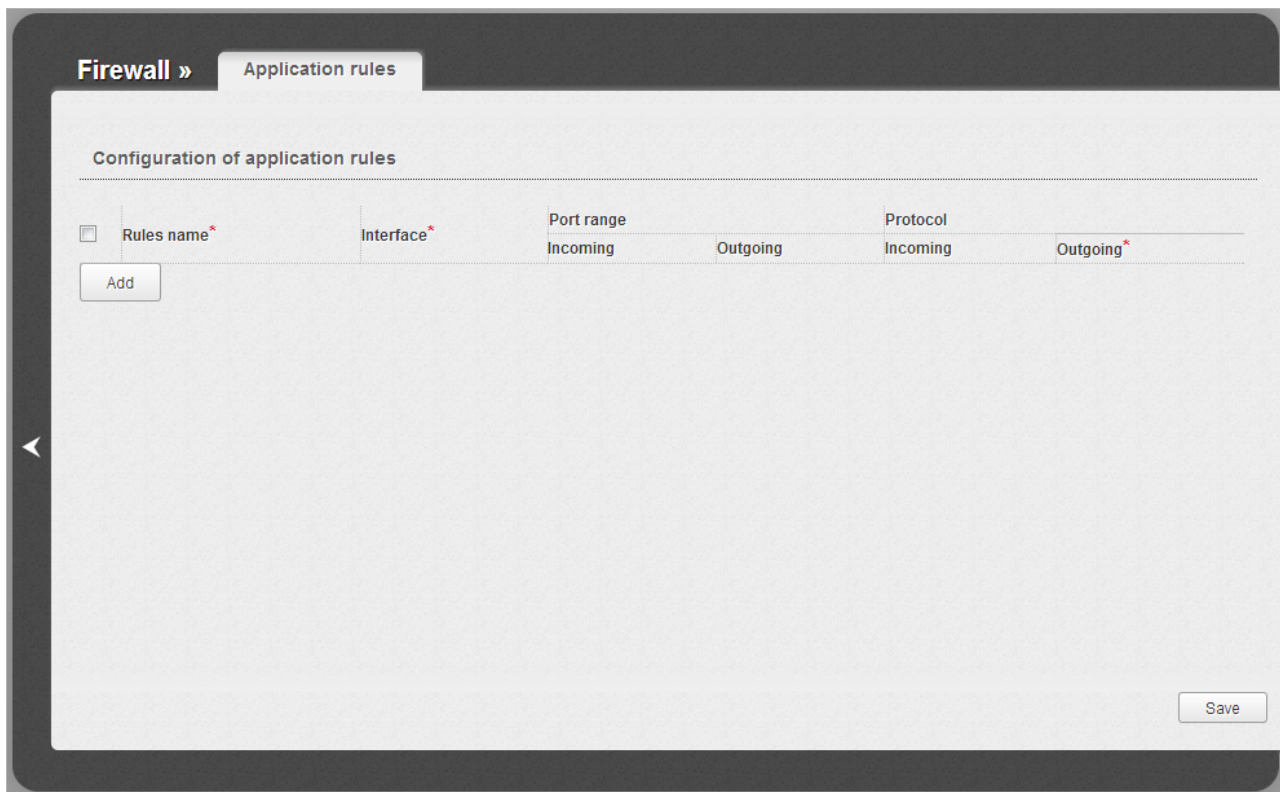 Firewall » Application rules
Configuration of application rules
Rules name* Interface* Port range Protocol
Incoming Outgoing Incoming Outgoing*
Add
Save